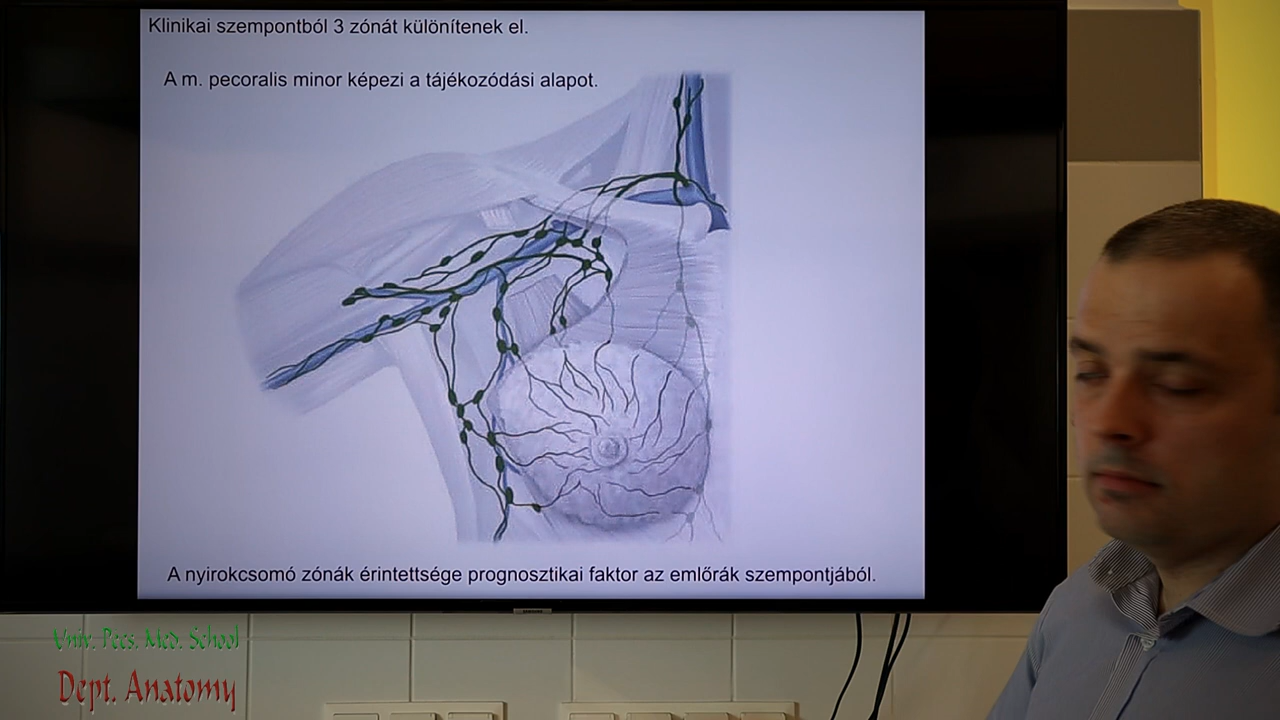 Klinikai szempontból 3 zónát különítenek el.
A m. pecoralis minor képezi a tájékozódási alapot.
A nyirokcsomó zónák érintettsége prognosztikai faktor az emlőrák szempontjából.
SAMSUNG
Univ. Pecs. Med. School
Dept. Anatomy